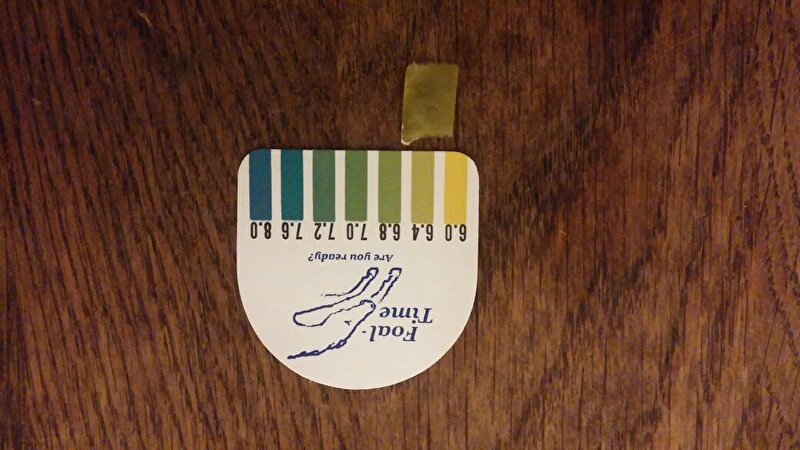 Foal-
Time
Are you ready?
6.0 6.4 6.8 7.0 7.2 7.6 8.0